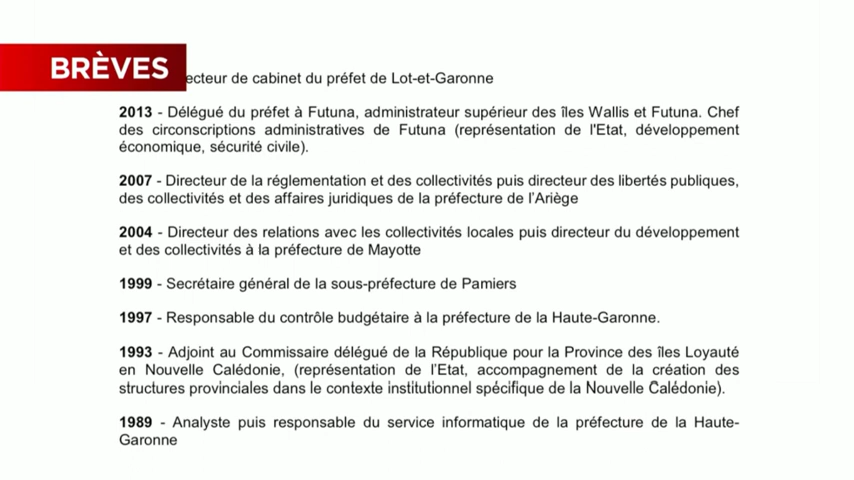 BRÈVES
ecteur de cabinet du préfet de Lot-et-Garonne
2013 - Délégué du préfet à Futuna, administrateur supérieur des îles Wallis et Futuna. Chef
des circonscriptions administratives de Futuna (représentation de l'Etat, développement
économique, sécurité civile).
2007 - Directeur de la réglementation et des collectivités puis directeur des libertés publiques,
des collectivités et des affaires juridiques de la préfecture de l'Ariège
2004 - Directeur des relations avec les collectivités locales puis directeur du développement
et des collectivités à la préfecture de Mayotte
1999 - Secrétaire général de la sous-préfecture de Pamiers
1997 - Responsable du contrôle budgétaire à la préfecture de la Haute-Garonne.
1993 - Adjoint au Commissaire délégué de la République pour la Province des îles Loyauté
en Nouvelle Calédonie, (représentation de l'Etat, accompagnement de la création des
structures provinciales dans le contexte institutionnel spécifique de la Nouvelle Calédonie).
1989 - Analyste puis responsable du service informatique de la préfecture de la Haute-
Garonne